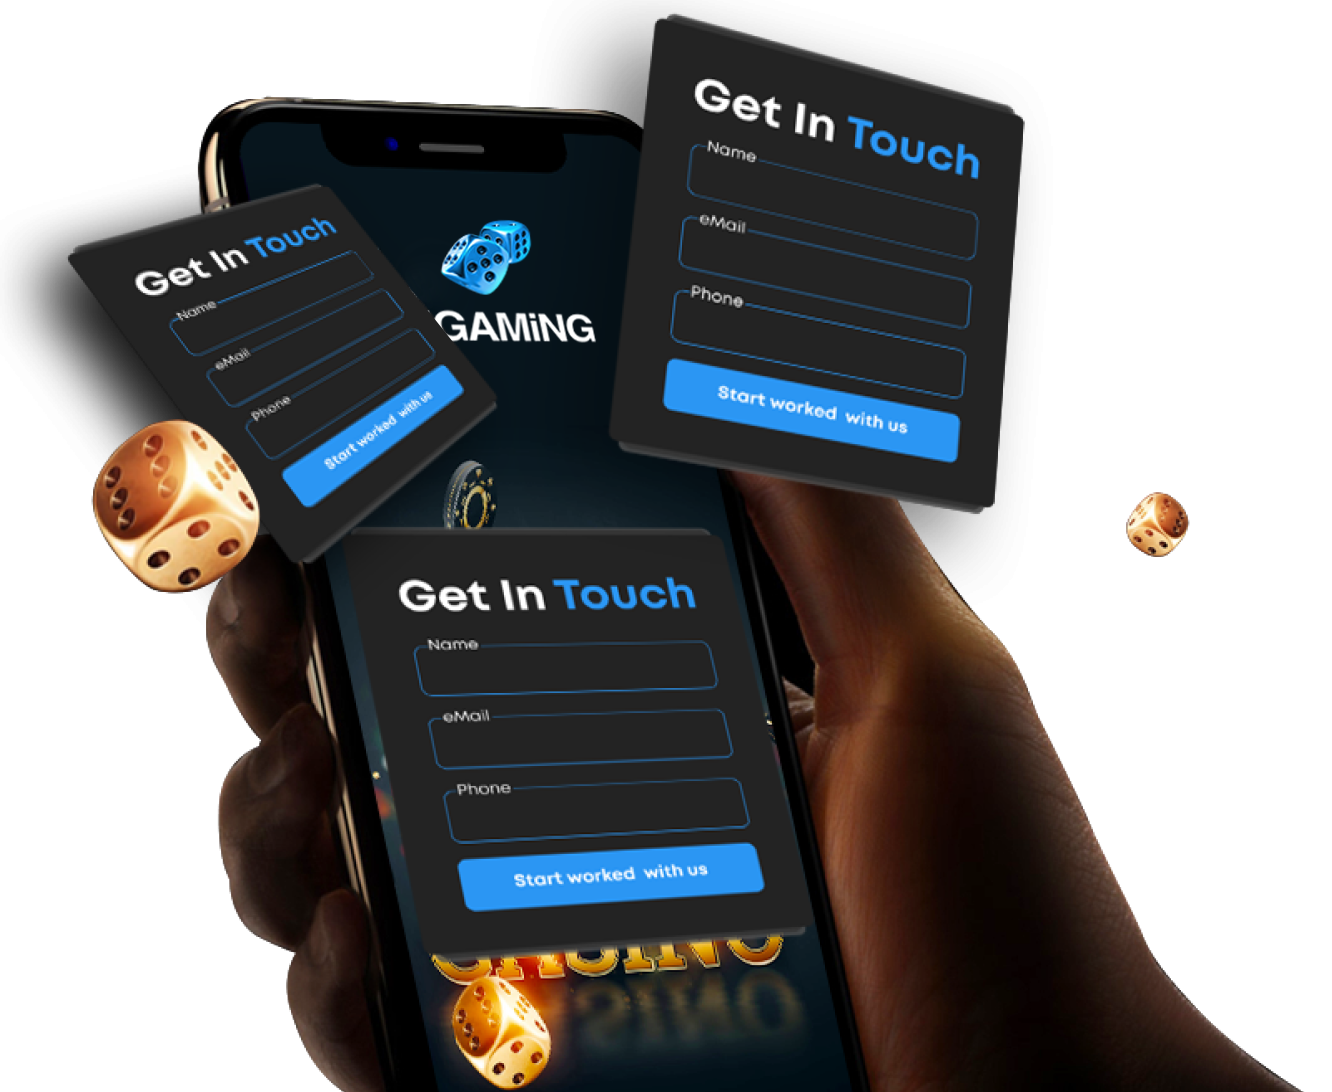 Get In Touch
Name
eMail
Phone
Start worked with us
GAMiNG
Get In Touch
Name
eMail
Phone
Start worked with us
Get In Touch
Name
eMail
Phone
Start worked with us
CASINO